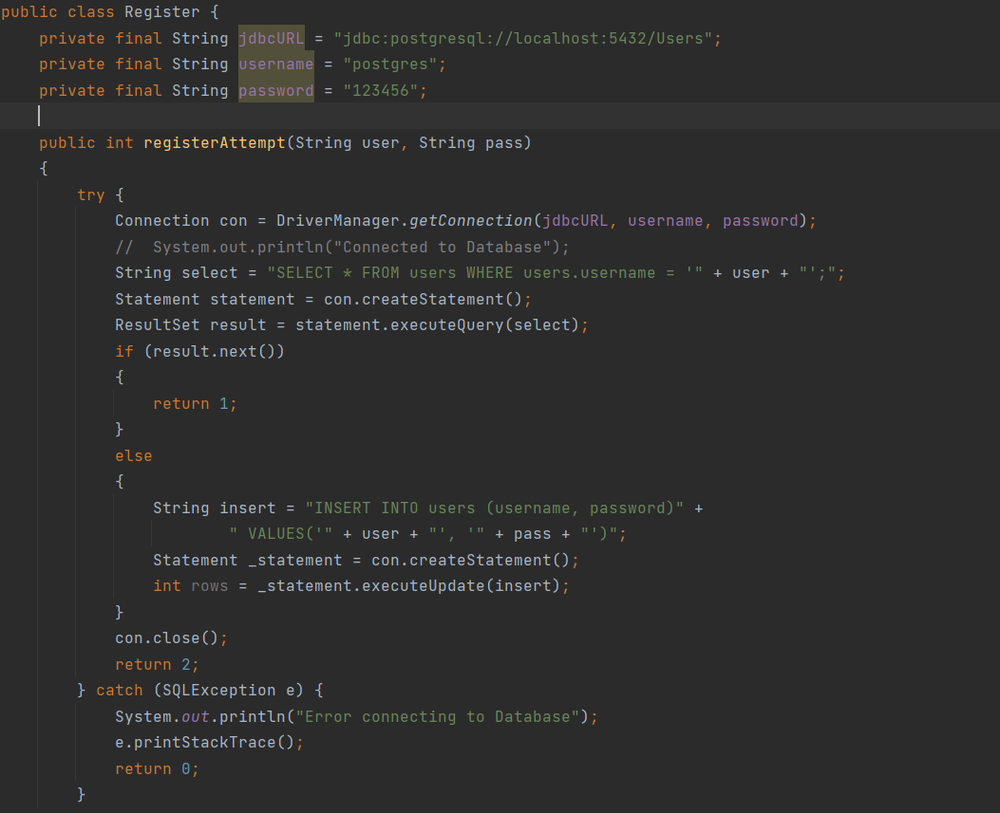 public class Register {
    private final String jdbcURL = "jdbc:postgresql://localhost:5432/Users";
    private final String username = "postgres";
    private final String password = "123456";
    public int registerAttempt(String user, String pass)
    {
        try {
            Connection con = DriverManager.getConnection(jdbcURL, username, password);
            //  System.out.println("Connected to Database");
            String select = "SELECT * FROM users WHERE users.username = '" + user + "';";
            Statement statement = con.createStatement();
            ResultSet result = statement.executeQuery(select);
            if (result.next())
            {
                return 1;
            }
            else
            {
                String insert = "INSERT INTO users (username, password)" +
                        " VALUES('" + user + "', '" + pass + "')";
                Statement _statement = con.createStatement();
                int rows = _statement.executeUpdate(insert);
            }
            con.close();
            return 2;
        } catch (SQLException e) {
            System.out.println("Error connecting to Database");
            e.printStackTrace();
            return 0;
        }